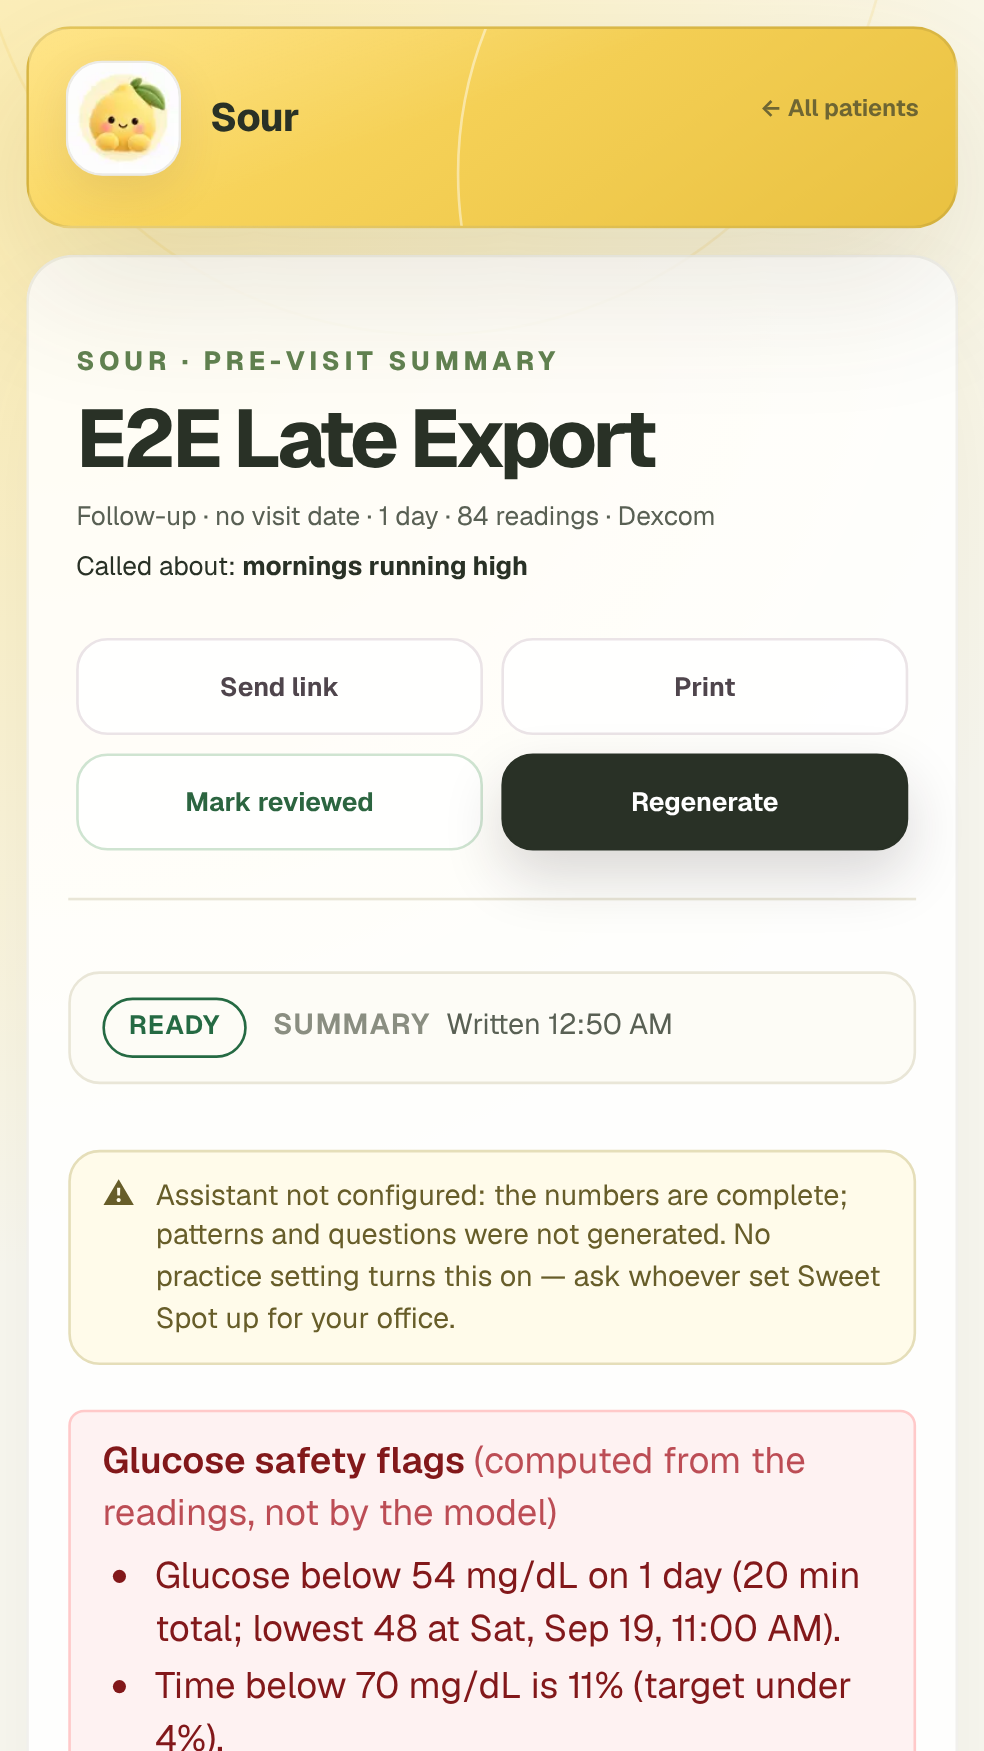 Sour
← All patients
SOUR · PRE-VISIT SUMMARY
E2E Late Export
Follow-up · no visit date · 1 day · 84 readings · Dexcom
Called about: mornings running high
Send link
Print
Mark reviewed
Regenerate
READY SUMMARY Written 12:50 AM
Assistant not configured: the numbers are complete;
patterns and questions were not generated. No
practice setting turns this on — ask whoever set Sweet
Spot up for your office.
Glucose safety flags (computed from the
readings, not by the model)
• Glucose below 54 mg/dL on 1 day (20 min
total; lowest 48 at Sat, Sep 19, 11:00 AM).
• Time below 70 mg/dL is 11% (target under
4%).